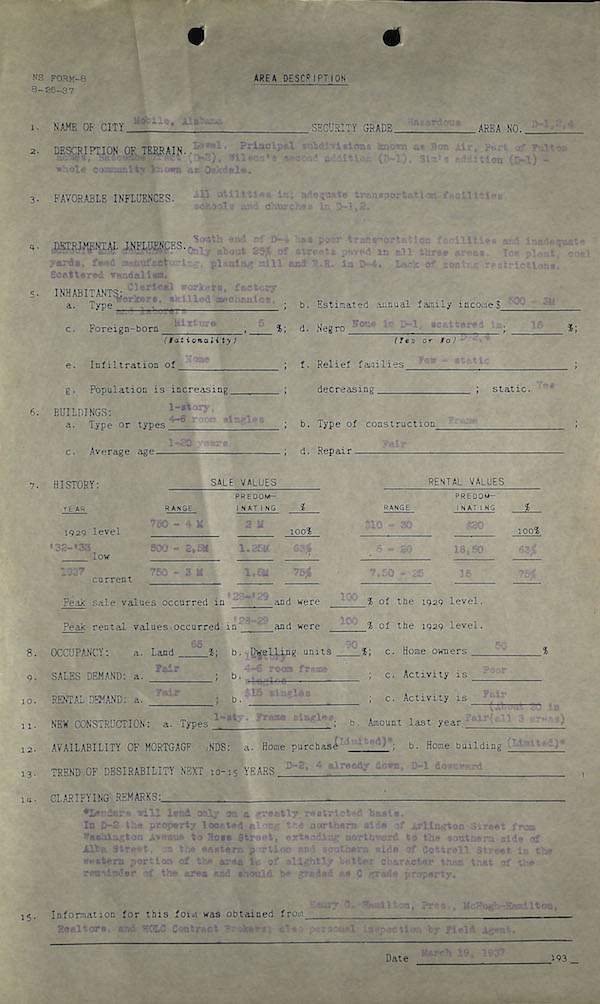 NS FORM-8
8-26-37
AREA DESCRIPTION
1. NAME OF CITY Mobile, Alabama SECURITY GRADE Hazardous AREA NO. D-1,2,4
2. DESCRIPTION OF TERRAIN. Level. Principal subdivisions known as Bon Air, Part of Fulton
Acres, Bascombe Tract (D-2), Wilson's second addition (D-1), Sim's addition (D-1) -
whole community known as Oakdale.
3. FAVORABLE INFLUENCES. All utilities in; adequate transportation facilities,
schools and churches in D-1,2.
4. DETRIMENTAL INFLUENCES. South end of D-4 has poor transportation facilities and inadequate
schools and churches. Only about 25% of streets paved in all three areas. Ice plant, coal
yards, feed manufacturing, planing mill and R.R. in D-4. Lack of zoning restrictions.
Scattered vandalism.
5. INHABITANTS: Clerical workers, factory
a. Type workers, skilled mechanics, and laborers ; b. Estimated annual family income $ 500 - 2M
c. Foreign-born Mixture , 5 %; d. Negro None in D-1, scattered in D-2,4 ; 15 %;
(Nationality) (Yes or No)
e. Infiltration of None ; f. Relief families Few - static ;
g. Population is increasing ; decreasing ; static. Yes
6. BUILDINGS: 1-story,
a. Type or types 4-6 room singles ; b. Type of construction Frame ;
c. Average age 1-20 years ; d. Repair Fair
7. HISTORY: SALE VALUES RENTAL VALUES
PREDOM- PREDOM-
YEAR RANGE INATING % RANGE INATING %
1929 level 750 - 4 M 2 M 100% $10 - 30 $20 100%
'32-'33 low 500 - 2,5M 1.25M 63% 5 - 20 12,50 63%
1937 current 750 - 3 M 1.5M 75% 7.50 - 25 15 75%
Peak sale values occurred in '28-'29 and were 100 % of the 1929 level.
Peak rental values occurred in '28-29 and were 100 % of the 1929 level.
8. OCCUPANCY: a. Land 65 %; b. Dwelling units 90 %; c. Home owners 50 %
9. SALES DEMAND: a. Fair ; b. 4-6 room frame singles ; c. Activity is Poor
10. RENTAL DEMAND: a. Fair ; b. $15 singles ; c. Activity is Fair
(about 20 in
11. NEW CONSTRUCTION: a. Types 1-sty. Frame singles ; b. Amount last year Fair(all 3 areas)
12. AVAILABILITY OF MORTGAGE NDS: a. Home purchase (Limited)* ; b. Home building (Limited)*
13. TREND OF DESIRABILITY NEXT 10-15 YEARS D-2, 4 already down, D-1 downward
14. CLARIFYING REMARKS:
*Lenders will lend only on a greatly restricted basis.
In D-2 the property located along the northern side of Arlington Street from
Washington Avenue to Ross Street, extending northward to the southern side of
Alba Street, on the eastern portion and southern side of Cottrell Street in the
western portion of the area is of slightly better character than that of the
remainder of the area and should be graded as C grade property.
15. Information for this form was obtained from Henry C. Hamilton, Pres., McHugh-Hamilton,
Realtors, and HOLC Contract Brokers; also personal inspection by Field Agent.
Date March 19, 1937 193